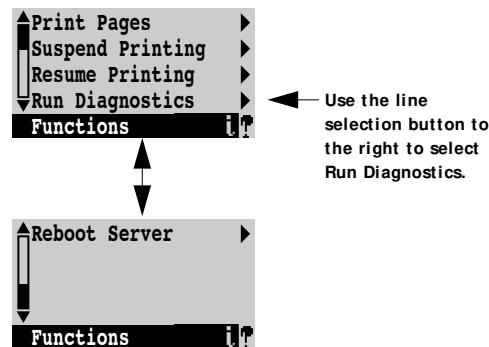 Print Pages
Suspend Printing
Resume Printing
Run Diagnostics
Functions
Use the line
selection button to
the right to select
Run Diagnostics.
Reboot Server
Functions